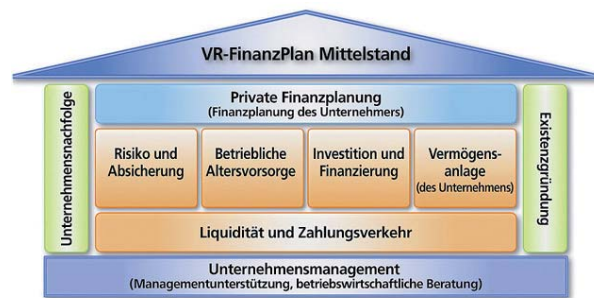 VR-FinanzPlan Mittelstand
Unternehmensnachfolge
Private Finanzplanung
(Finanzplanung des Unternehmers)
Existenzgründung
Risiko und
Absicherung
Betriebliche
Altersvorsorge
Investition und
Finanzierung
Vermögens-
anlage
(des Unternehmens)
Liquidität und Zahlungsverkehr
Unternehmensmanagement
(Managementunterstützung, betriebswirtschaftliche Beratung)